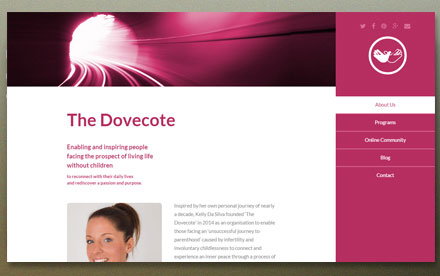 The Dovecote
Enabling and inspiring people
facing the prospect of living life
without children
to reconnect with their daily lives
and rediscover a passion and purpose.
Inspired by her own personal journey of nearly
a decade, Kelly Da Silva founded 'The
Dovecote' in 2014 as an organisation to enable
those facing an 'unsuccessful journey to
parenthood' caused by infertility and
involuntary childlessness to connect and
experience an inner peace through a process of
About Us
Programs
Online Community
Blog
Contact